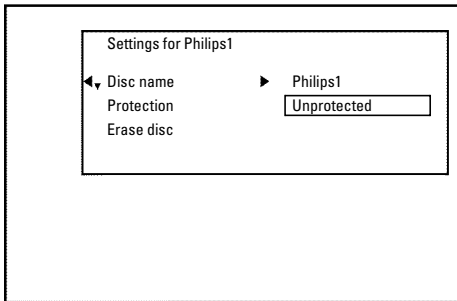 Settings for Philips1
Disc name Philips1
Protection Unprotected
Erase disc